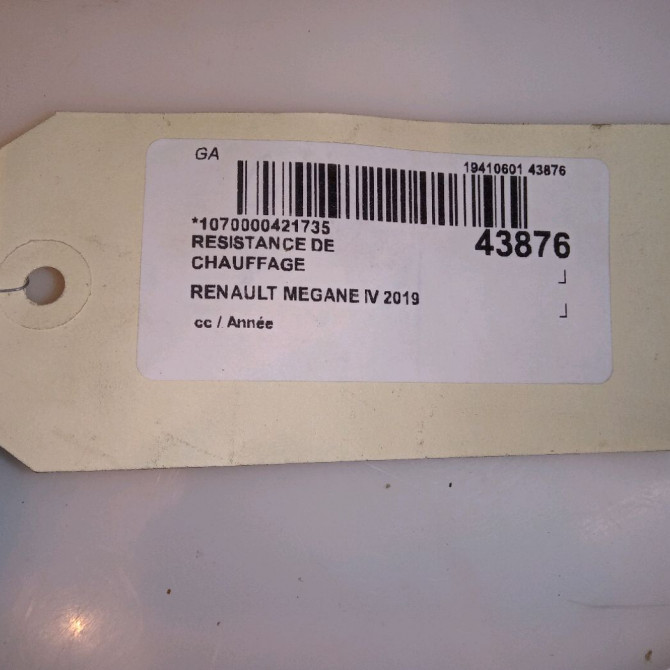 GA
19410601 43876
*1070000421735
43876
RESISTANCE DE
CHAUFFAGE
RENAULT MEGANE IV 2019
cc / Année